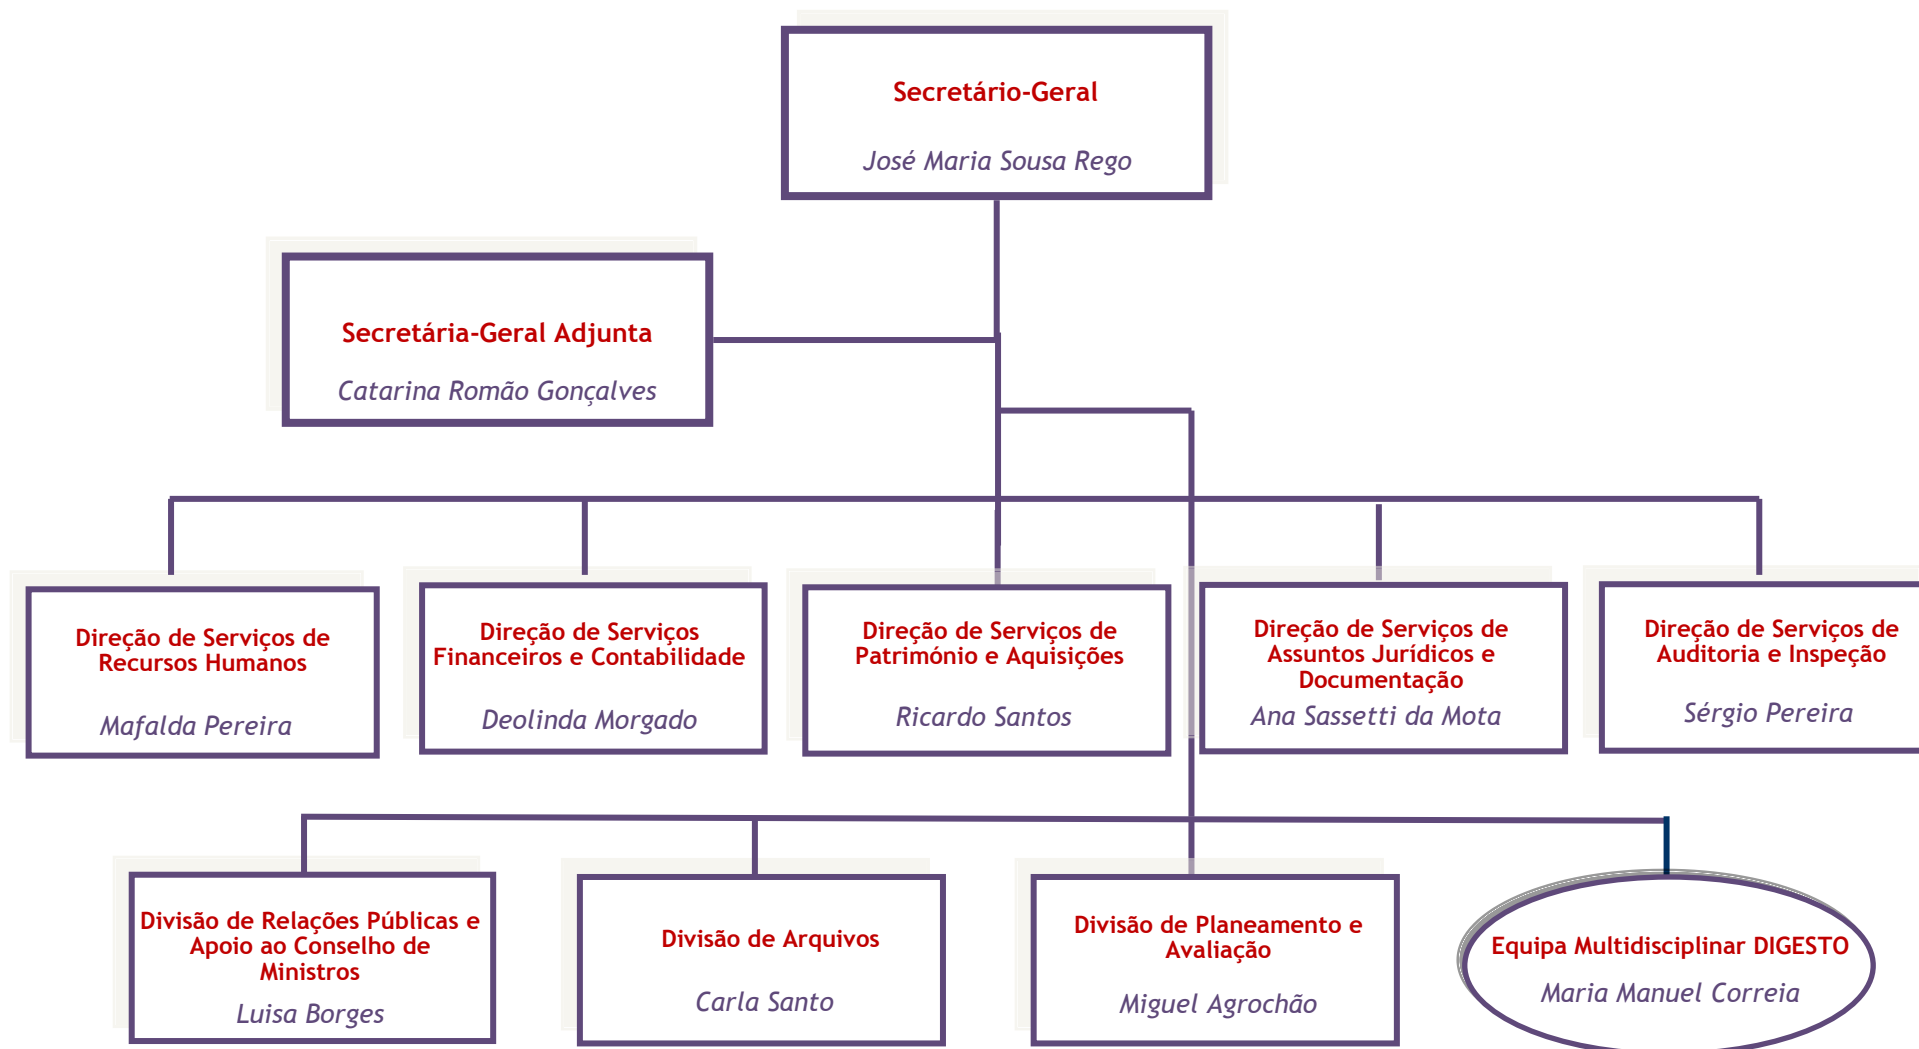 Secretário-Geral
José Maria Sousa Rego
Secretária-Geral Adjunta
Catarina Romão Gonçalves
Direção de Serviços de
Recursos Humanos
Mafalda Pereira
Direção de Serviços
Financeiros e Contabilidade
Deolinda Morgado
Direção de Serviços de
Património e Aquisições
Ricardo Santos
Direção de Serviços de
Assuntos Jurídicos e
Documentação
Ana Sassetti da Mota
Direção de Serviços de
Auditoria e Inspeção
Sérgio Pereira
Divisão de Relações Públicas e
Apoio ao Conselho de
Ministros
Luisa Borges
Divisão de Arquivos
Carla Santo
Divisão de Planeamento e
Avaliação
Miguel Agrochão
Equipa Multidisciplinar DIGESTO
Maria Manuel Correia